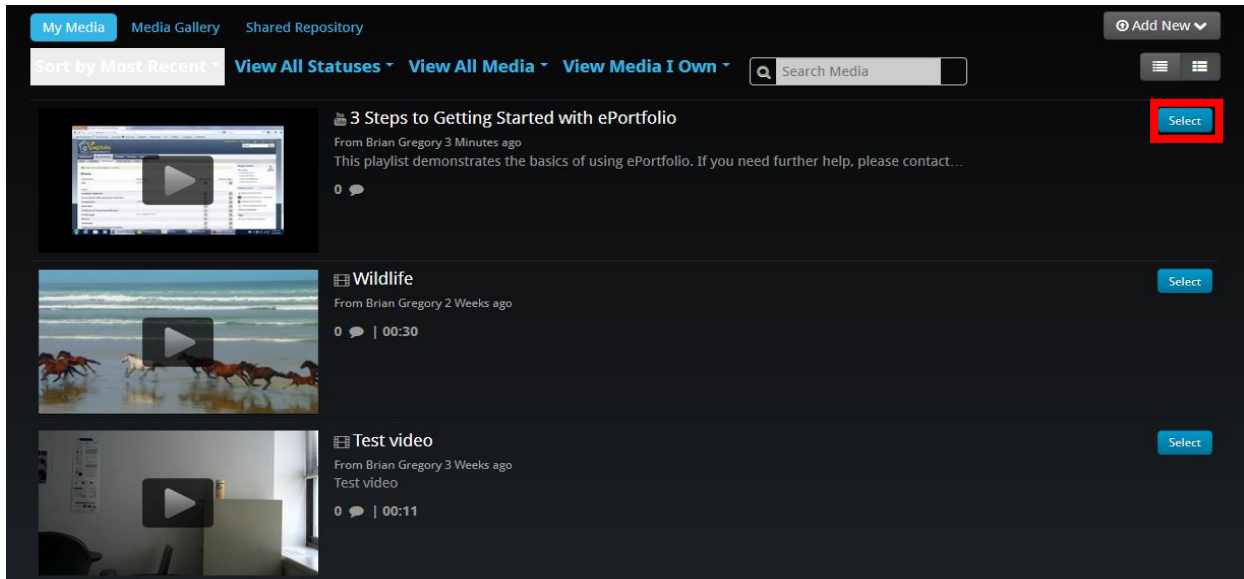 My Media Media Gallery Shared Repository Add New
Sort by Most Recent View All Statuses View All Media View Media I Own Search Media
3 Steps to Getting Started with ePortfolio Select
From Brian Gregory 3 Minutes ago
This playlist demonstrates the basics of using ePortfolio. If you need further help, please contact...
0
Wildlife Select
From Brian Gregory 2 Weeks ago
0 | 00:30
Test video Select
From Brian Gregory 3 Weeks ago
Test video
0 | 00:11